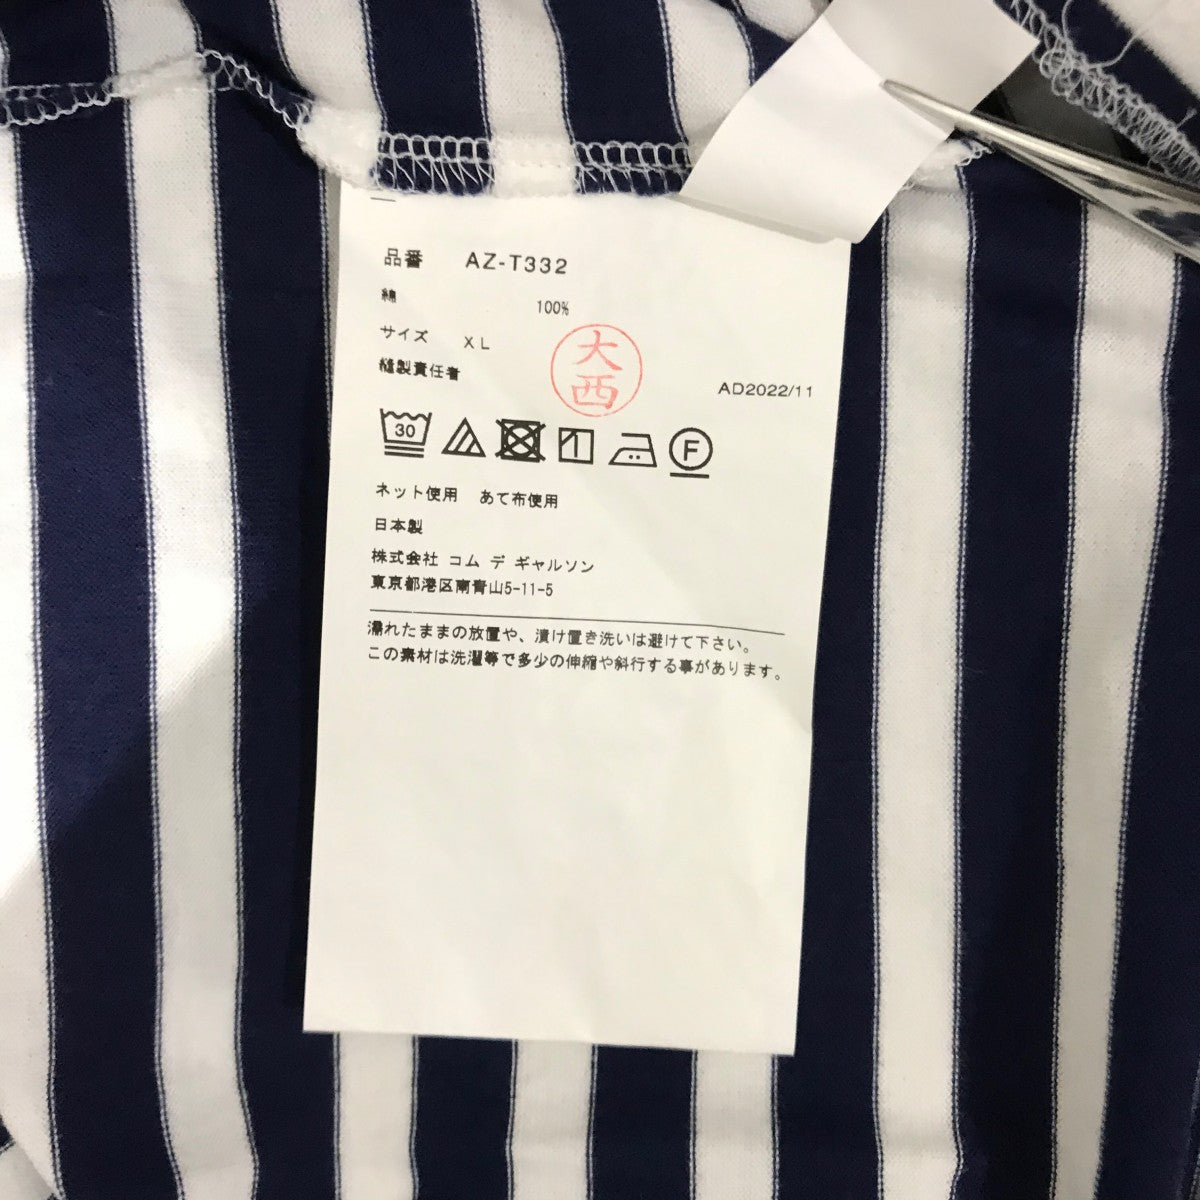 品番 AZ-T332
綿 100%
サイズ XL
縫製責任者 大西 AD2022/11
30 F
ネット使用 あて布使用
日本製
株式会社 コム デ ギャルソン
東京都港区南青山5-11-5
濡れたままの放置や、漬け置き洗いは避けて下さい。
この素材は洗濯等で多少の伸縮や斜行する事があります。